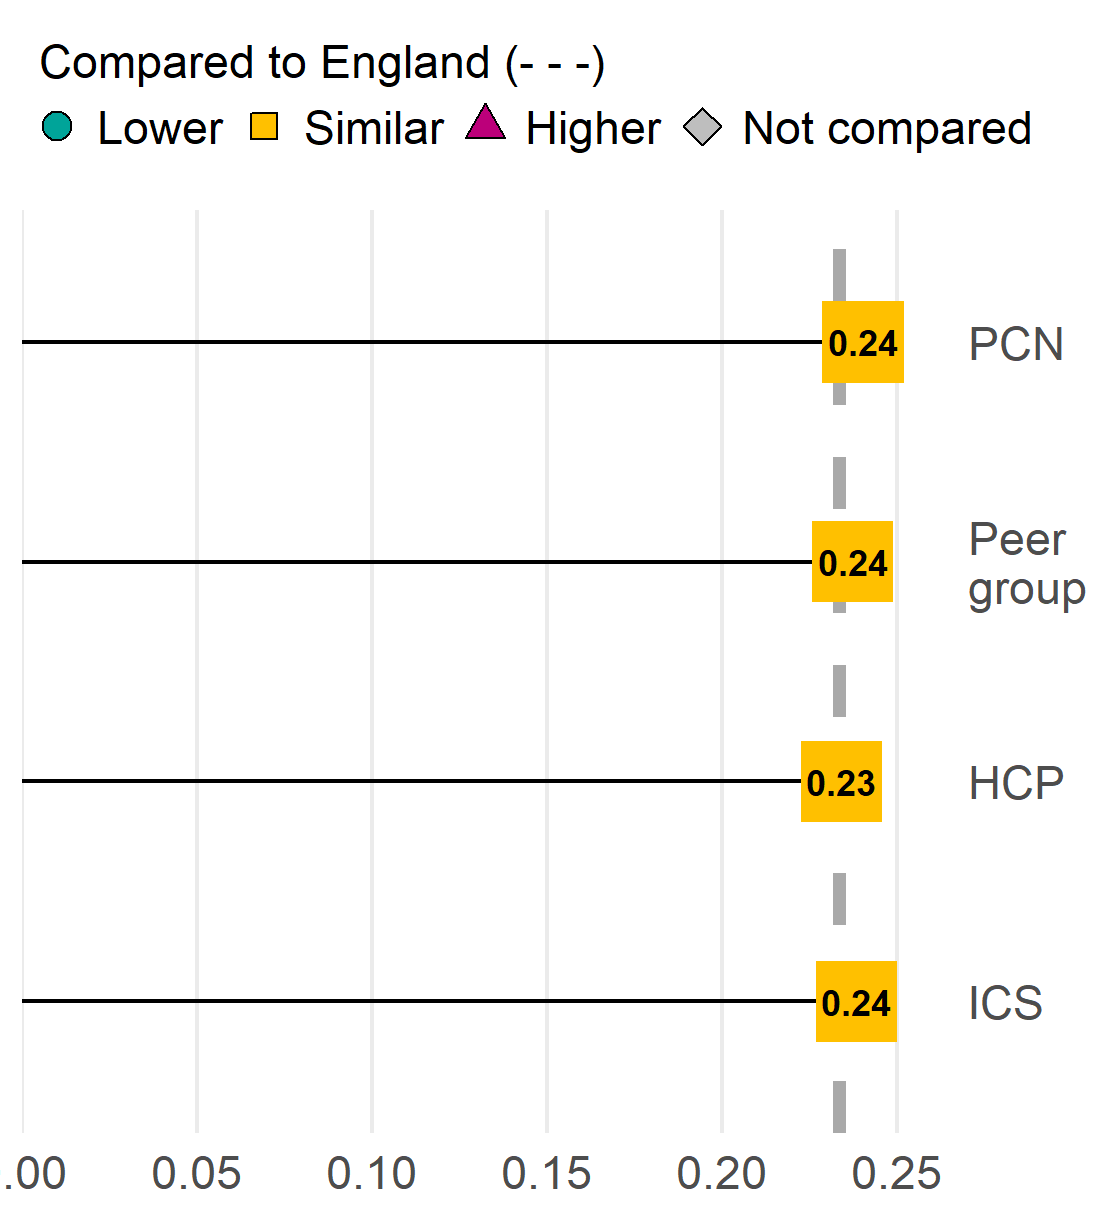 Compared to England (- - -)
Lower Similar Higher Not compared
0.24 PCN
0.24 Peer
group
0.23 HCP
0.24 ICS
.00 0.05 0.10 0.15 0.20 0.25